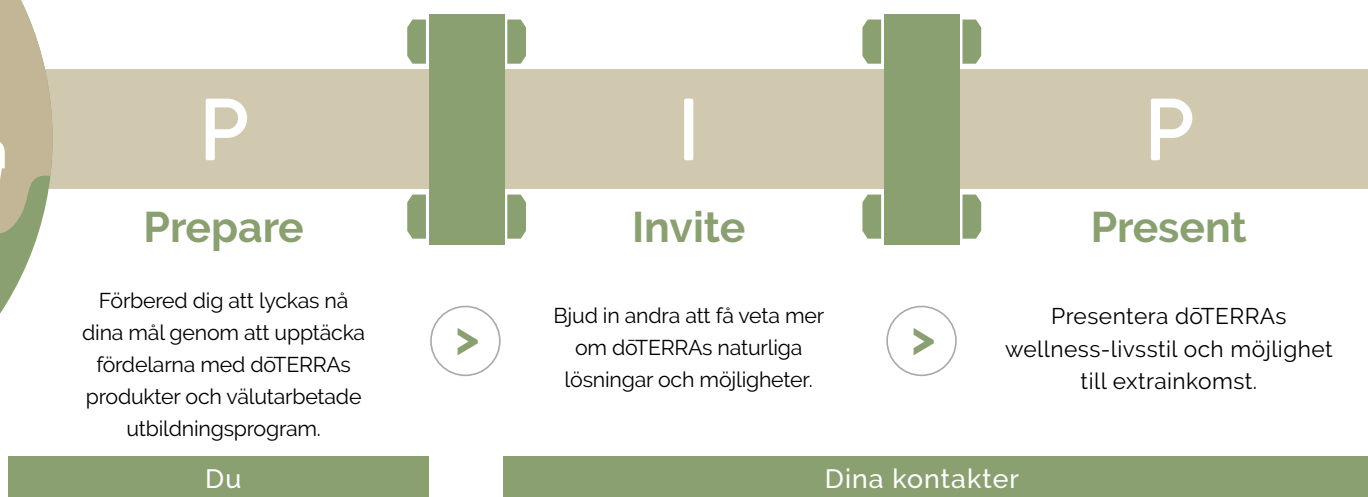 P
I
P
Prepare
Invite
Present
Förbered dig att lyckas nå
dina mål genom att upptäcka
fördelarna med dōTERRAs
produkter och välutarbetade
utbildningsprogram.
>
Bjud in andra att få veta mer
om dōTERRAs naturliga
lösningar och möjligheter.
>
Presentera dōTERRAs
wellness-livsstil och möjlighet
till extrainkomst.
Du
Dina kontakter